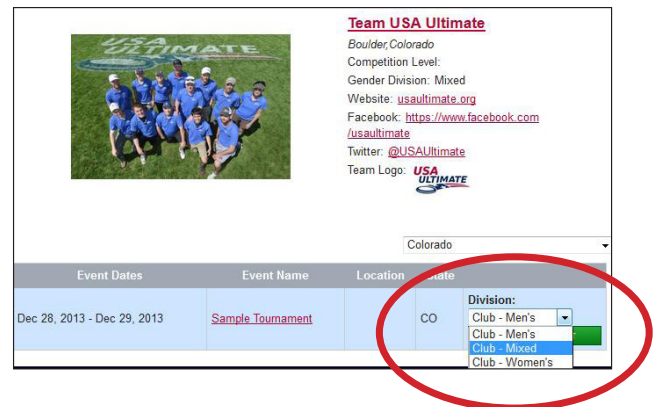 USA
ULTIMATE
Team USA Ultimate
Boulder,Colorado
Competition Level:
Gender Division: Mixed
Website: usaultimate.org
Facebook: https://www.facebook.com
/usaultimate
Twitter: @USAUltimate
Team Logo: USA
ULTIMATE
Colorado
Event Dates Event Name Location State
Division:
Dec 28, 2013 - Dec 29, 2013 Sample Tournament CO Club - Men's
Club - Men's
Club - Mixed
Club - Women's